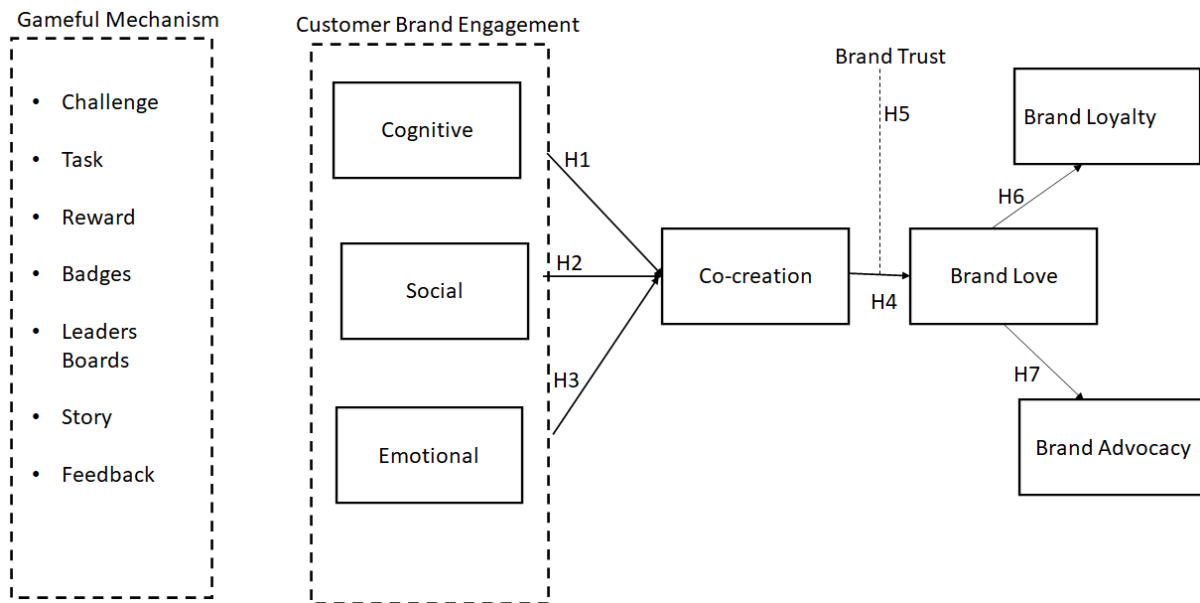 Gameful Mechanism
• Challenge
• Task
• Reward
• Badges
• Leaders
Boards
• Story
• Feedback
Customer Brand Engagement
Cognitive
Social
Emotional
H1
H2
H3
Co-creation
Brand Trust
H5
H4
Brand Love
H6
H7
Brand Loyalty
Brand Advocacy